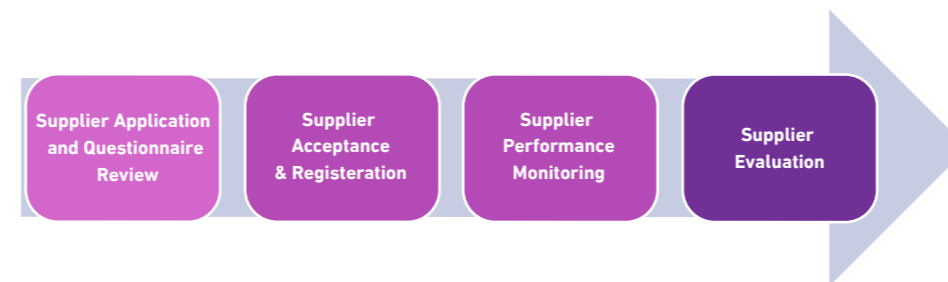 Supplier Application
and Questionnaire
Review
Supplier
Acceptance
& Registeration
Supplier
Performance
Monitoring
Supplier
Evaluation